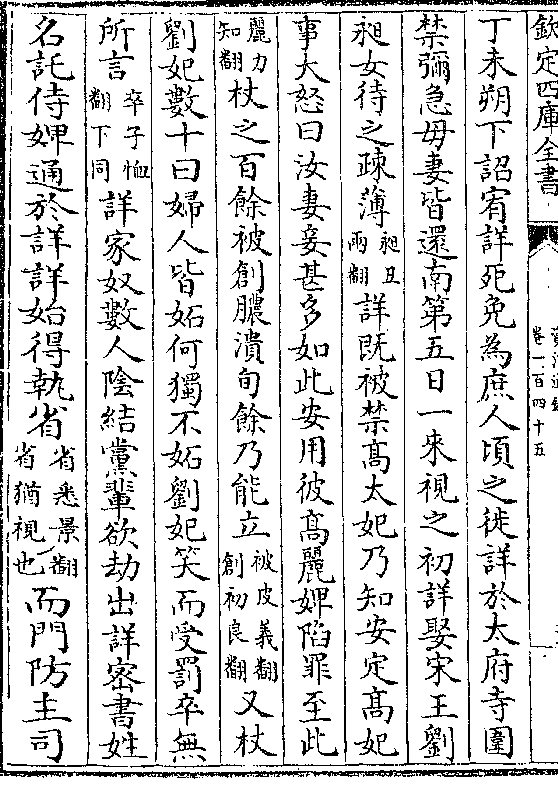 欽定四庫全書
卷一百四十五
丁未朔下詔宥詳死免為庶人頃之徙詳於太府寺圍
禁彌急母妻皆還南第五日一來視之初詳娶宋王劉
昶女待之疎薄昶丑兩翻詳既被禁高太妃乃知安定高妃
事大怒曰汝妻妾甚多如此安用彼高麗婢陷罪至此
麗力知翻杖之百餘被創膿潰旬餘乃能立被皮義翻創初良翻又杖
劉妃數十曰婦人皆妬何獨不妬劉妃笑而受罰卒無
所言卒子恤翻下同詳家奴數人陰結黨輩欲劫出詳密書姓
名託侍婢通於詳詳始得執省省悉景翻省猶視也而門防主司